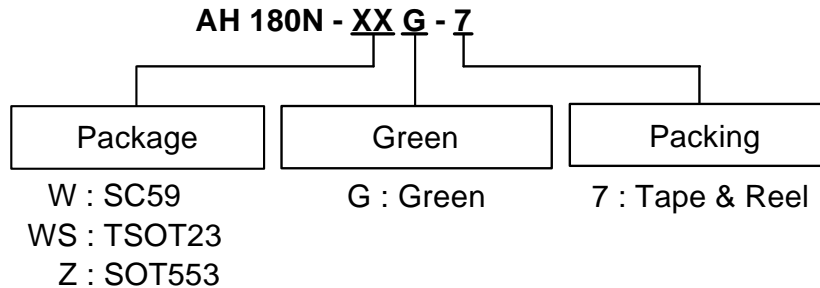 AH 180N - XX G - 7
Package
Green
Packing
W : SC59
G : Green
7 : Tape & Reel
WS : TSOT23
Z : SOT553